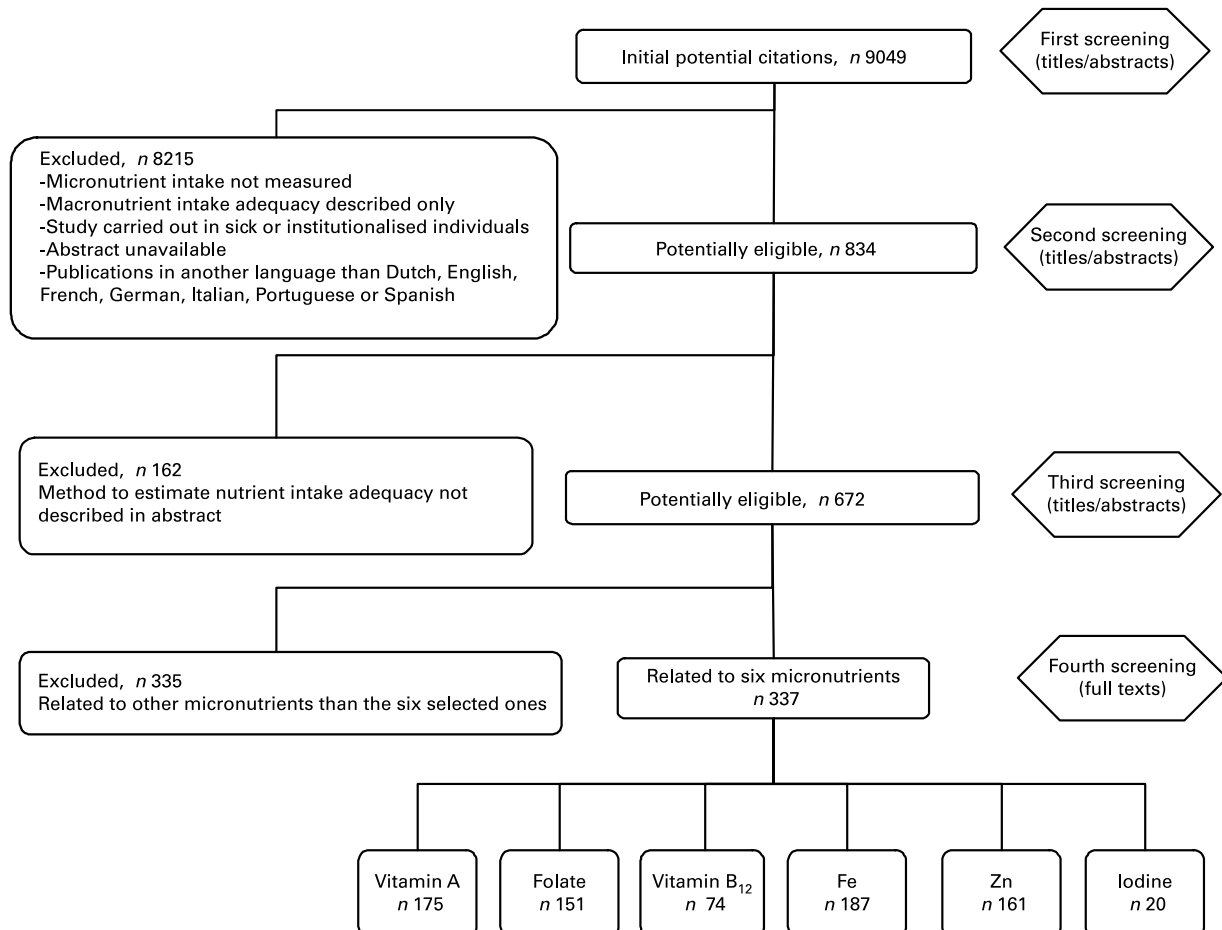 Initial potential citations, n 9049
First screening
(titles/abstracts)
Excluded, n 8215
-Micronutrient intake not measured
-Macronutrient intake adequacy described only
-Study carried out in sick or institutionalised individuals
-Abstract unavailable
-Publications in another language than Dutch, English,
French, German, Italian, Portuguese or Spanish
Potentially eligible, n 834
Second screening
(titles/abstracts)
Excluded, n 162
Method to estimate nutrient intake adequacy not
described in abstract
Potentially eligible, n 672
Third screening
(titles/abstracts)
Excluded, n 335
Related to other micronutrients than the six selected ones
Related to six micronutrients
n 337
Fourth screening
(full texts)
Vitamin A
n 175
Folate
n 151
Vitamin B12
n 74
Fe
n 187
Zn
n 161
Iodine
n 20